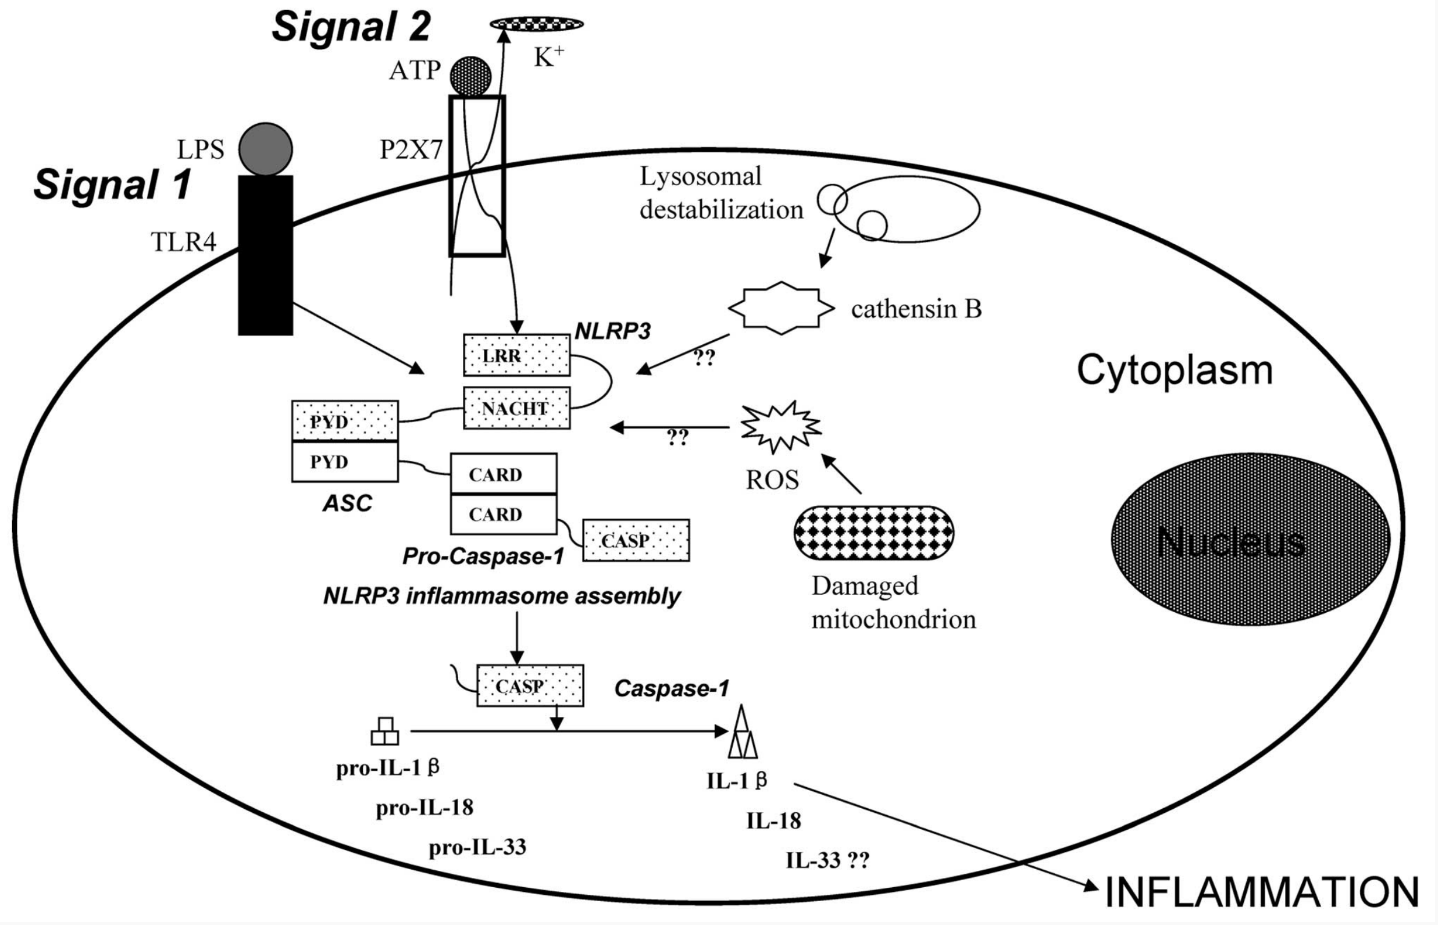 Signal 2
K+
ATP
LPS
P2X7
Signal 1
Lysosomal
destabilization
TLR4
cathensin B
NLRP3
LRR
??
Cytoplasm
NACHT
PYD
??
PYD
CARD
ROS
ASC
CARD
CASP
Nucleus
Pro-Caspase-1
NLRP3 inflammasome assembly
Damaged
mitochondrion
CASP
Caspase-1
pro-IL-1β
IL-1β
pro-IL-18
IL-18
pro-IL-33
IL-33 ??
INFLAMMATION